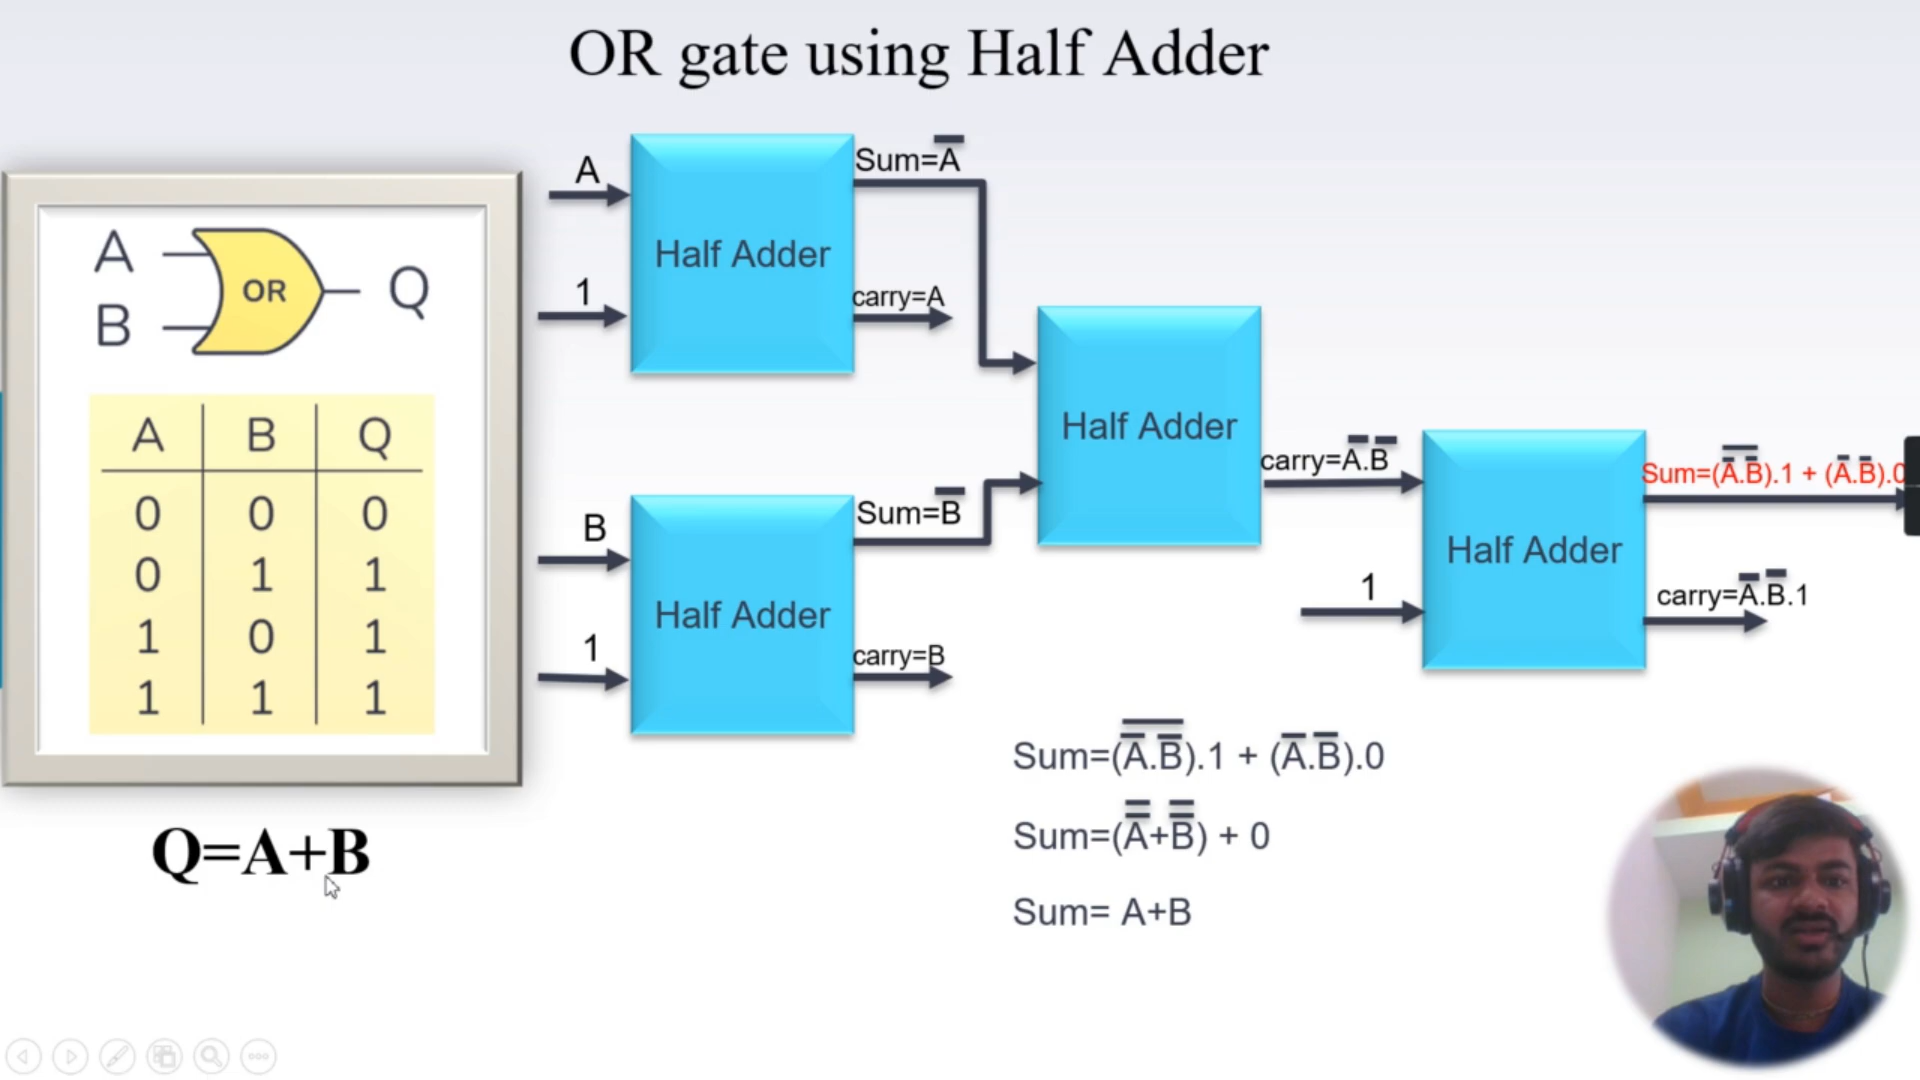 OR gate using Half Adder
A
B
OR
Q
A B Q
0 0 0
0 1 1
1 0 1
1 1 1
Q=A+B
A
1
Half Adder
Sum=A̅
carry=A
B
1
Half Adder
Sum=B̅
carry=B
Half Adder
carry=A̅.B̅
1
Half Adder
Sum=(A̅̅.̅B̅̅).1 + (A̅.B̅).0
carry=A̅.B̅.1
Sum=(A̅̅.̅B̅̅).1 + (A̅.B̅).0
Sum=(A̿+B̿) + 0
Sum= A+B